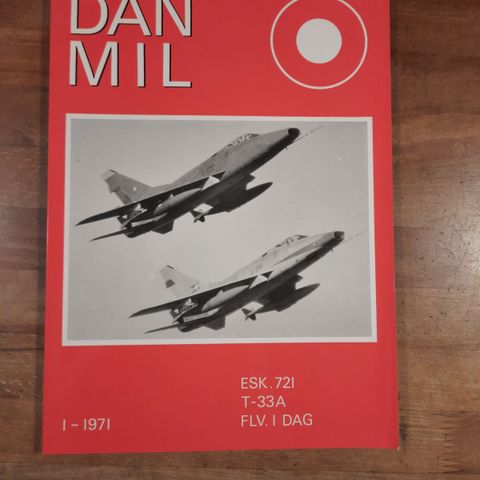 DAN
MIL
ESK. 721
T-33A
FLV. I DAG
I - 1971